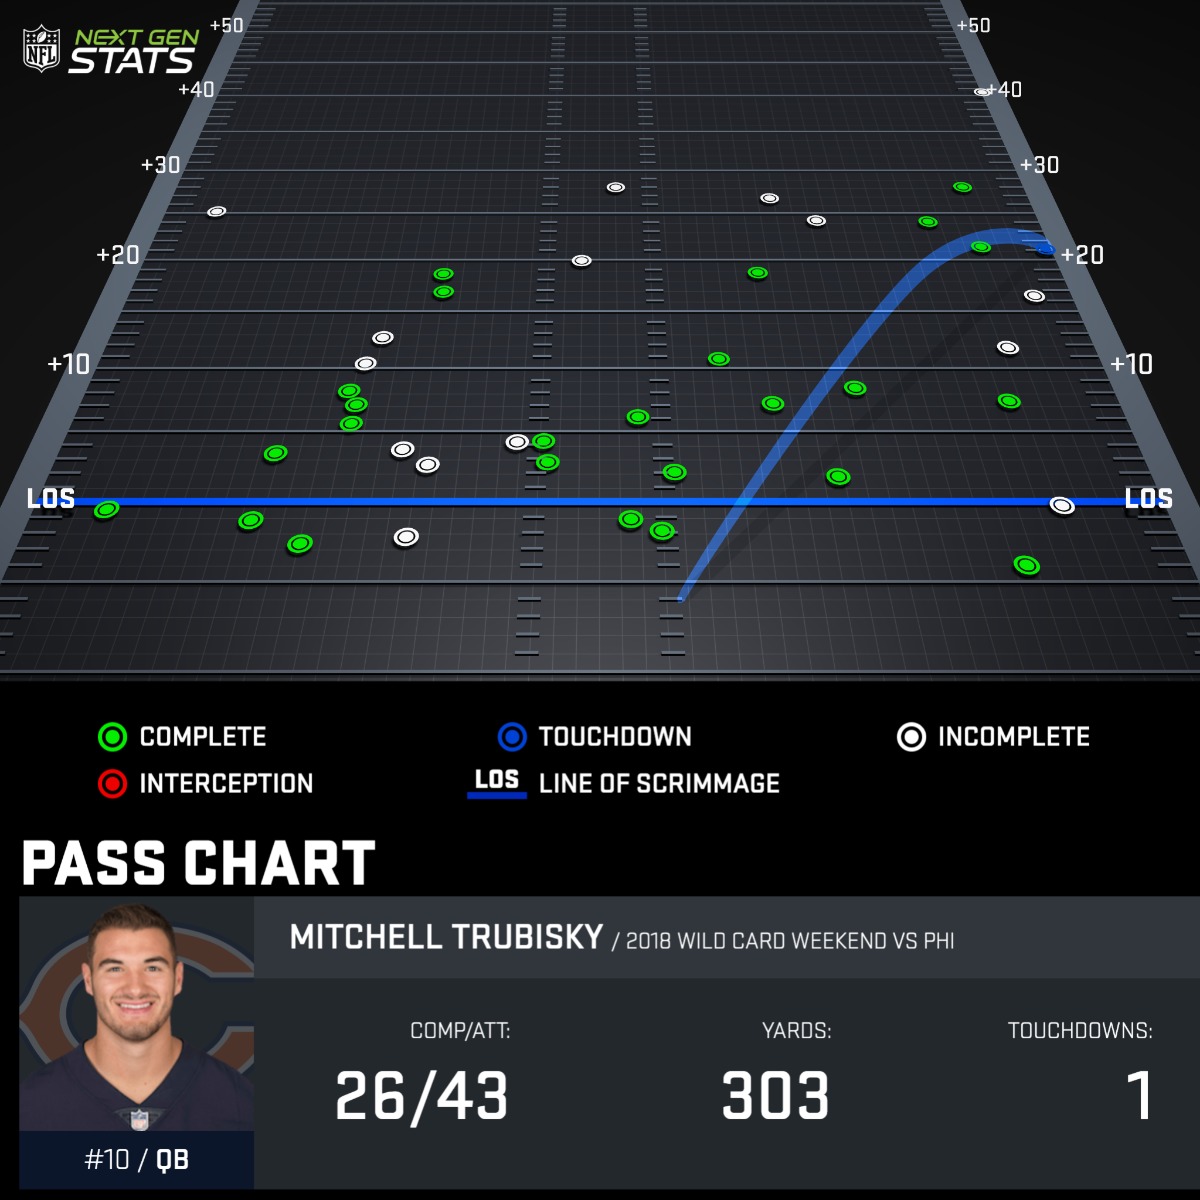 NFL
NEXT GEN
STATS
+50 +50
+40 +40
+30 +30
+20 +20
+10 +10
LOS LOS
COMPLETE TOUCHDOWN INCOMPLETE
INTERCEPTION LOS LINE OF SCRIMMAGE
PASS CHART
MITCHELL TRUBISKY / 2018 WILD CARD WEEKEND VS PHI
COMP/ATT: YARDS: TOUCHDOWNS:
26/43 303 1
#10 / QB